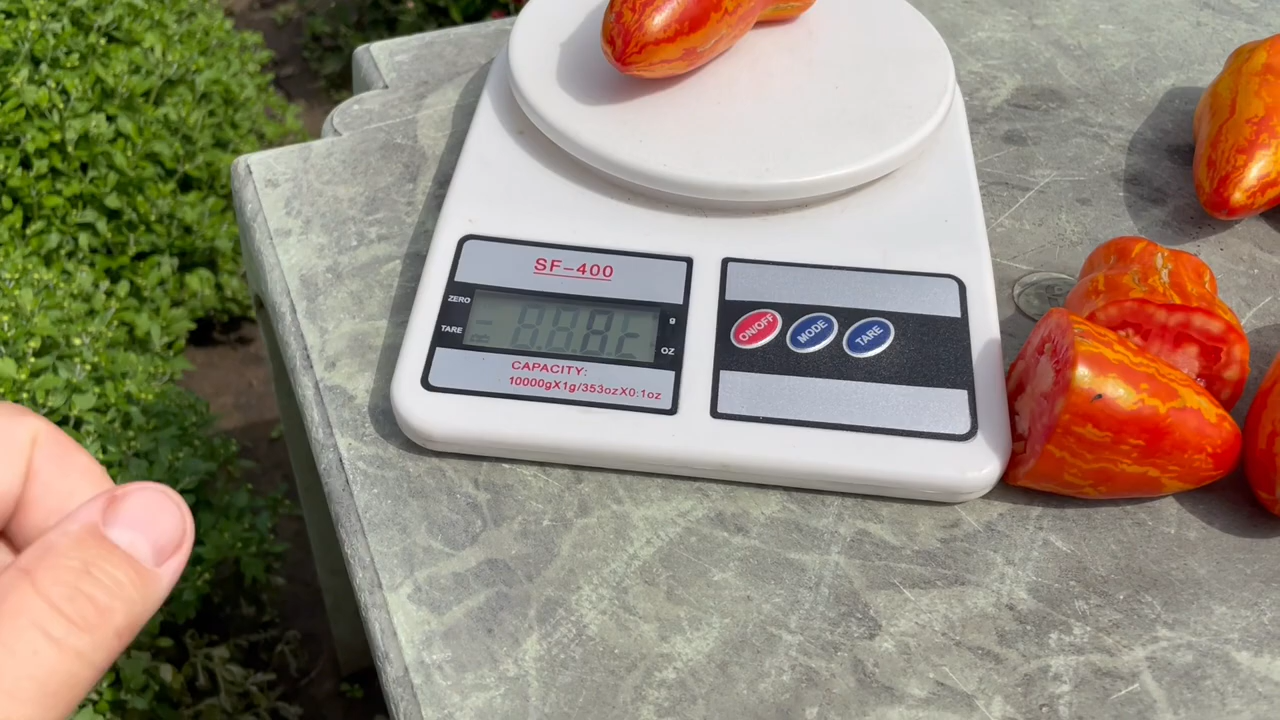 SF-400
ZERO
TARE
g
OZ
CAPACITY:
10000gX1g/353ozX0.1oz
ON/OFF
MODE
TARE